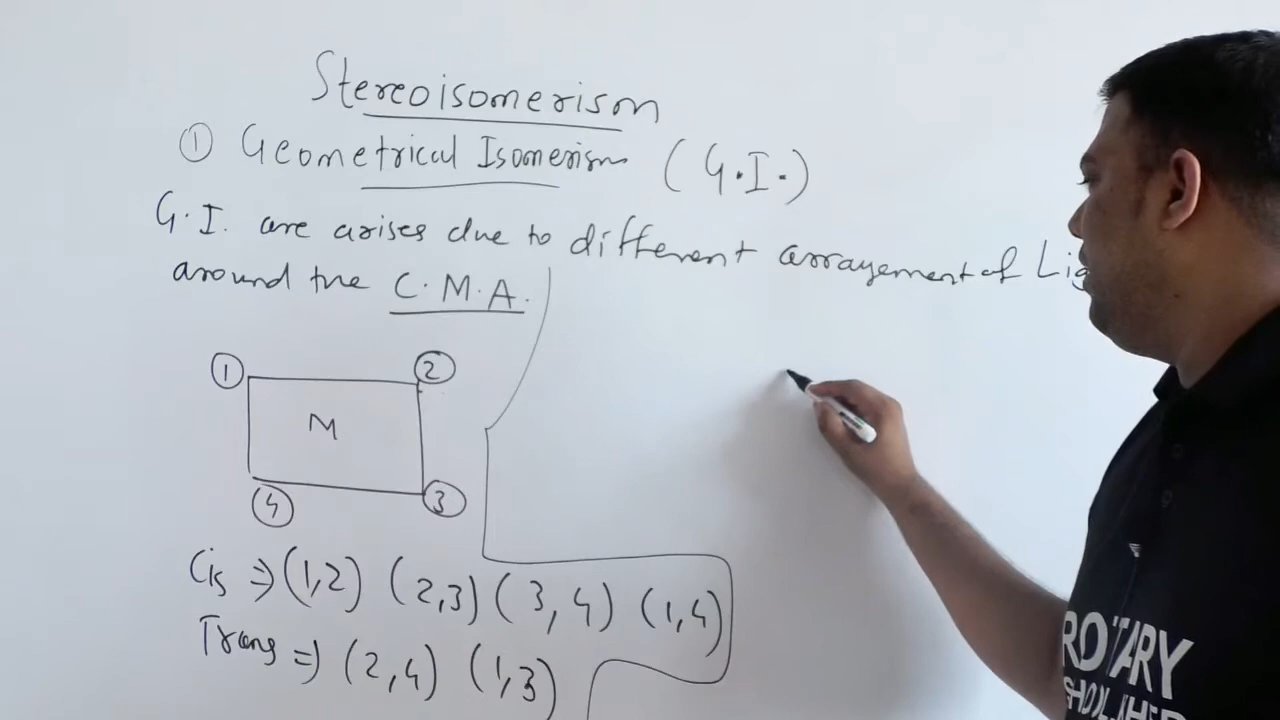 Stereoisomerism
① Geometrical Isomerism (G.I.)
G.I. are arises due to different arrayement of Lig
around the C.M.A.
① ②
M
④ ③
Cis ⇒ (1,2) (2,3) (3,4) (1,4)
Trans ⇒ (2,4) (1,3)
ROTARY